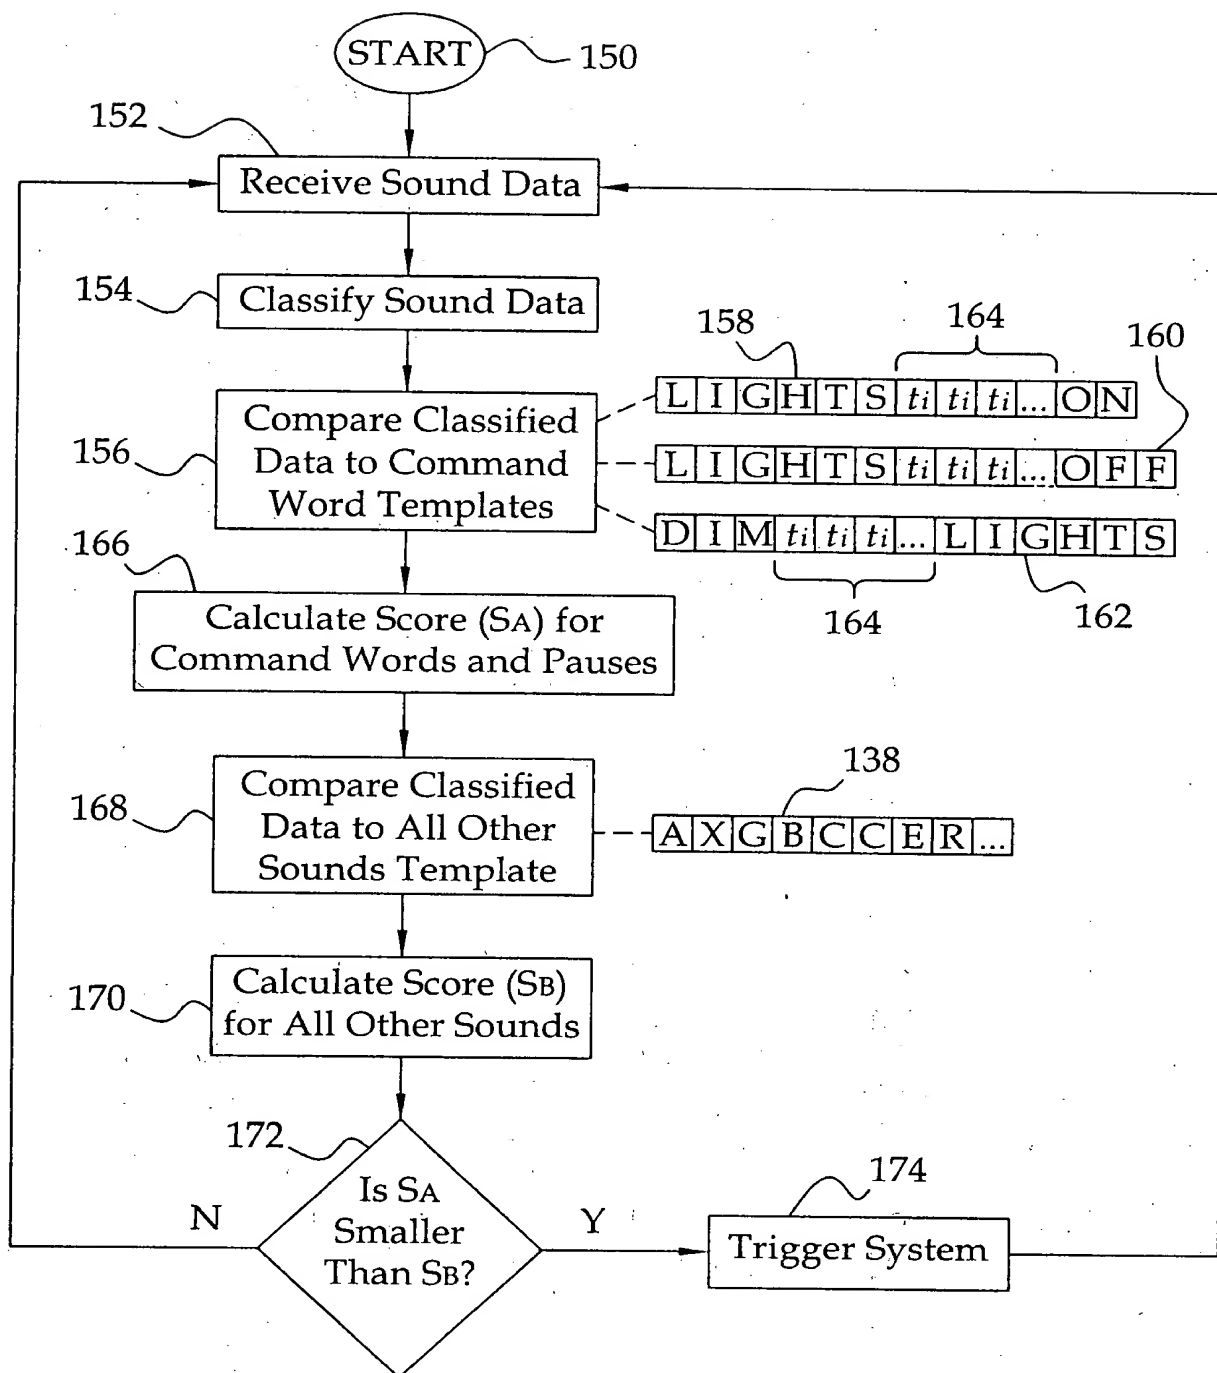 START
150
152
Receive Sound Data
154
Classify Sound Data
158
164
160
L I G H T S ti ti ti ... O N
156
Compare Classified
Data to Command
Word Templates
L I G H T S ti ti ti ... O F F
D I M ti ti ti ... L I G H T S
164
162
166
Calculate Score (SA) for
Command Words and Pauses
168
Compare Classified
Data to All Other
Sounds Template
138
A X G B C C E R ...
170
Calculate Score (SB)
for All Other Sounds
172
Is SA
Smaller
Than SB?
N
Y
174
Trigger System